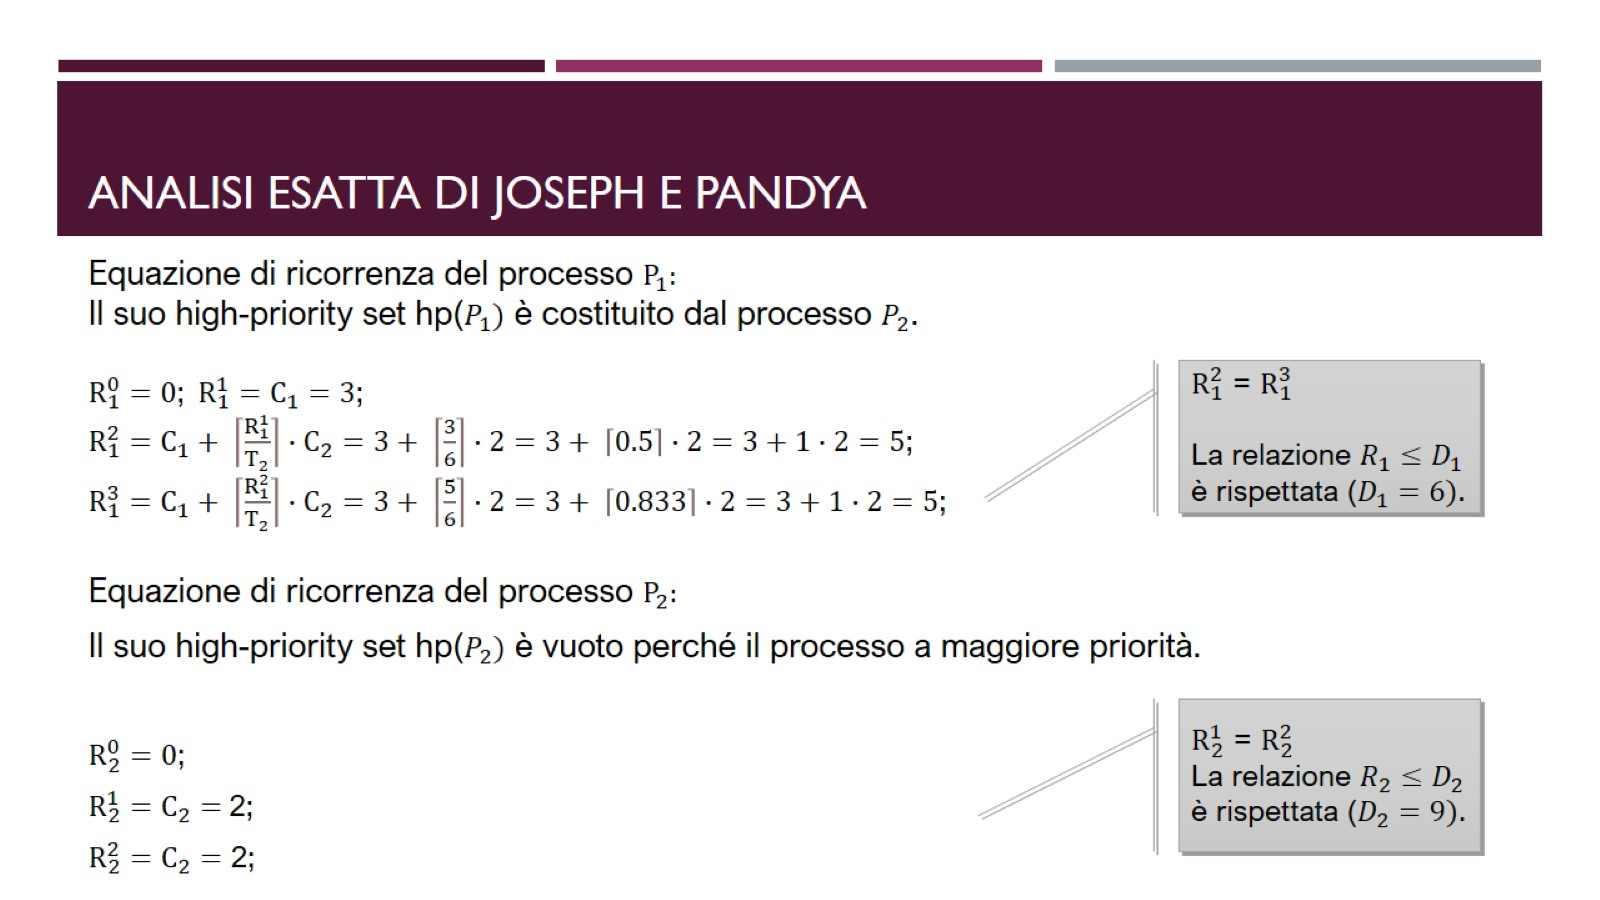 ANALISI ESATTA DI JOSEPH E PANDYA
Equazione di ricorrenza del processo P₁:
Il suo high-priority set hp(P₁) è costituito dal processo P₂.
R₁⁰ = 0; R₁¹ = C₁ = 3;
R₁² = C₁ + ⌈R₁¹/T₂⌉ · C₂ = 3 + ⌈3/6⌉ · 2 = 3 + ⌈0.5⌉ · 2 = 3 + 1 · 2 = 5;
R₁³ = C₁ + ⌈R₁²/T₂⌉ · C₂ = 3 + ⌈5/6⌉ · 2 = 3 + ⌈0.833⌉ · 2 = 3 + 1 · 2 = 5;
R₁² = R₁³
La relazione R₁ ≤ D₁
è rispettata (D₁ = 6).
Equazione di ricorrenza del processo P₂:
Il suo high-priority set hp(P₂) è vuoto perché il processo a maggiore priorità.
R₂⁰ = 0;
R₂¹ = C₂ = 2;
R₂² = C₂ = 2;
R₂¹ = R₂²
La relazione R₂ ≤ D₂
è rispettata (D₂ = 9).